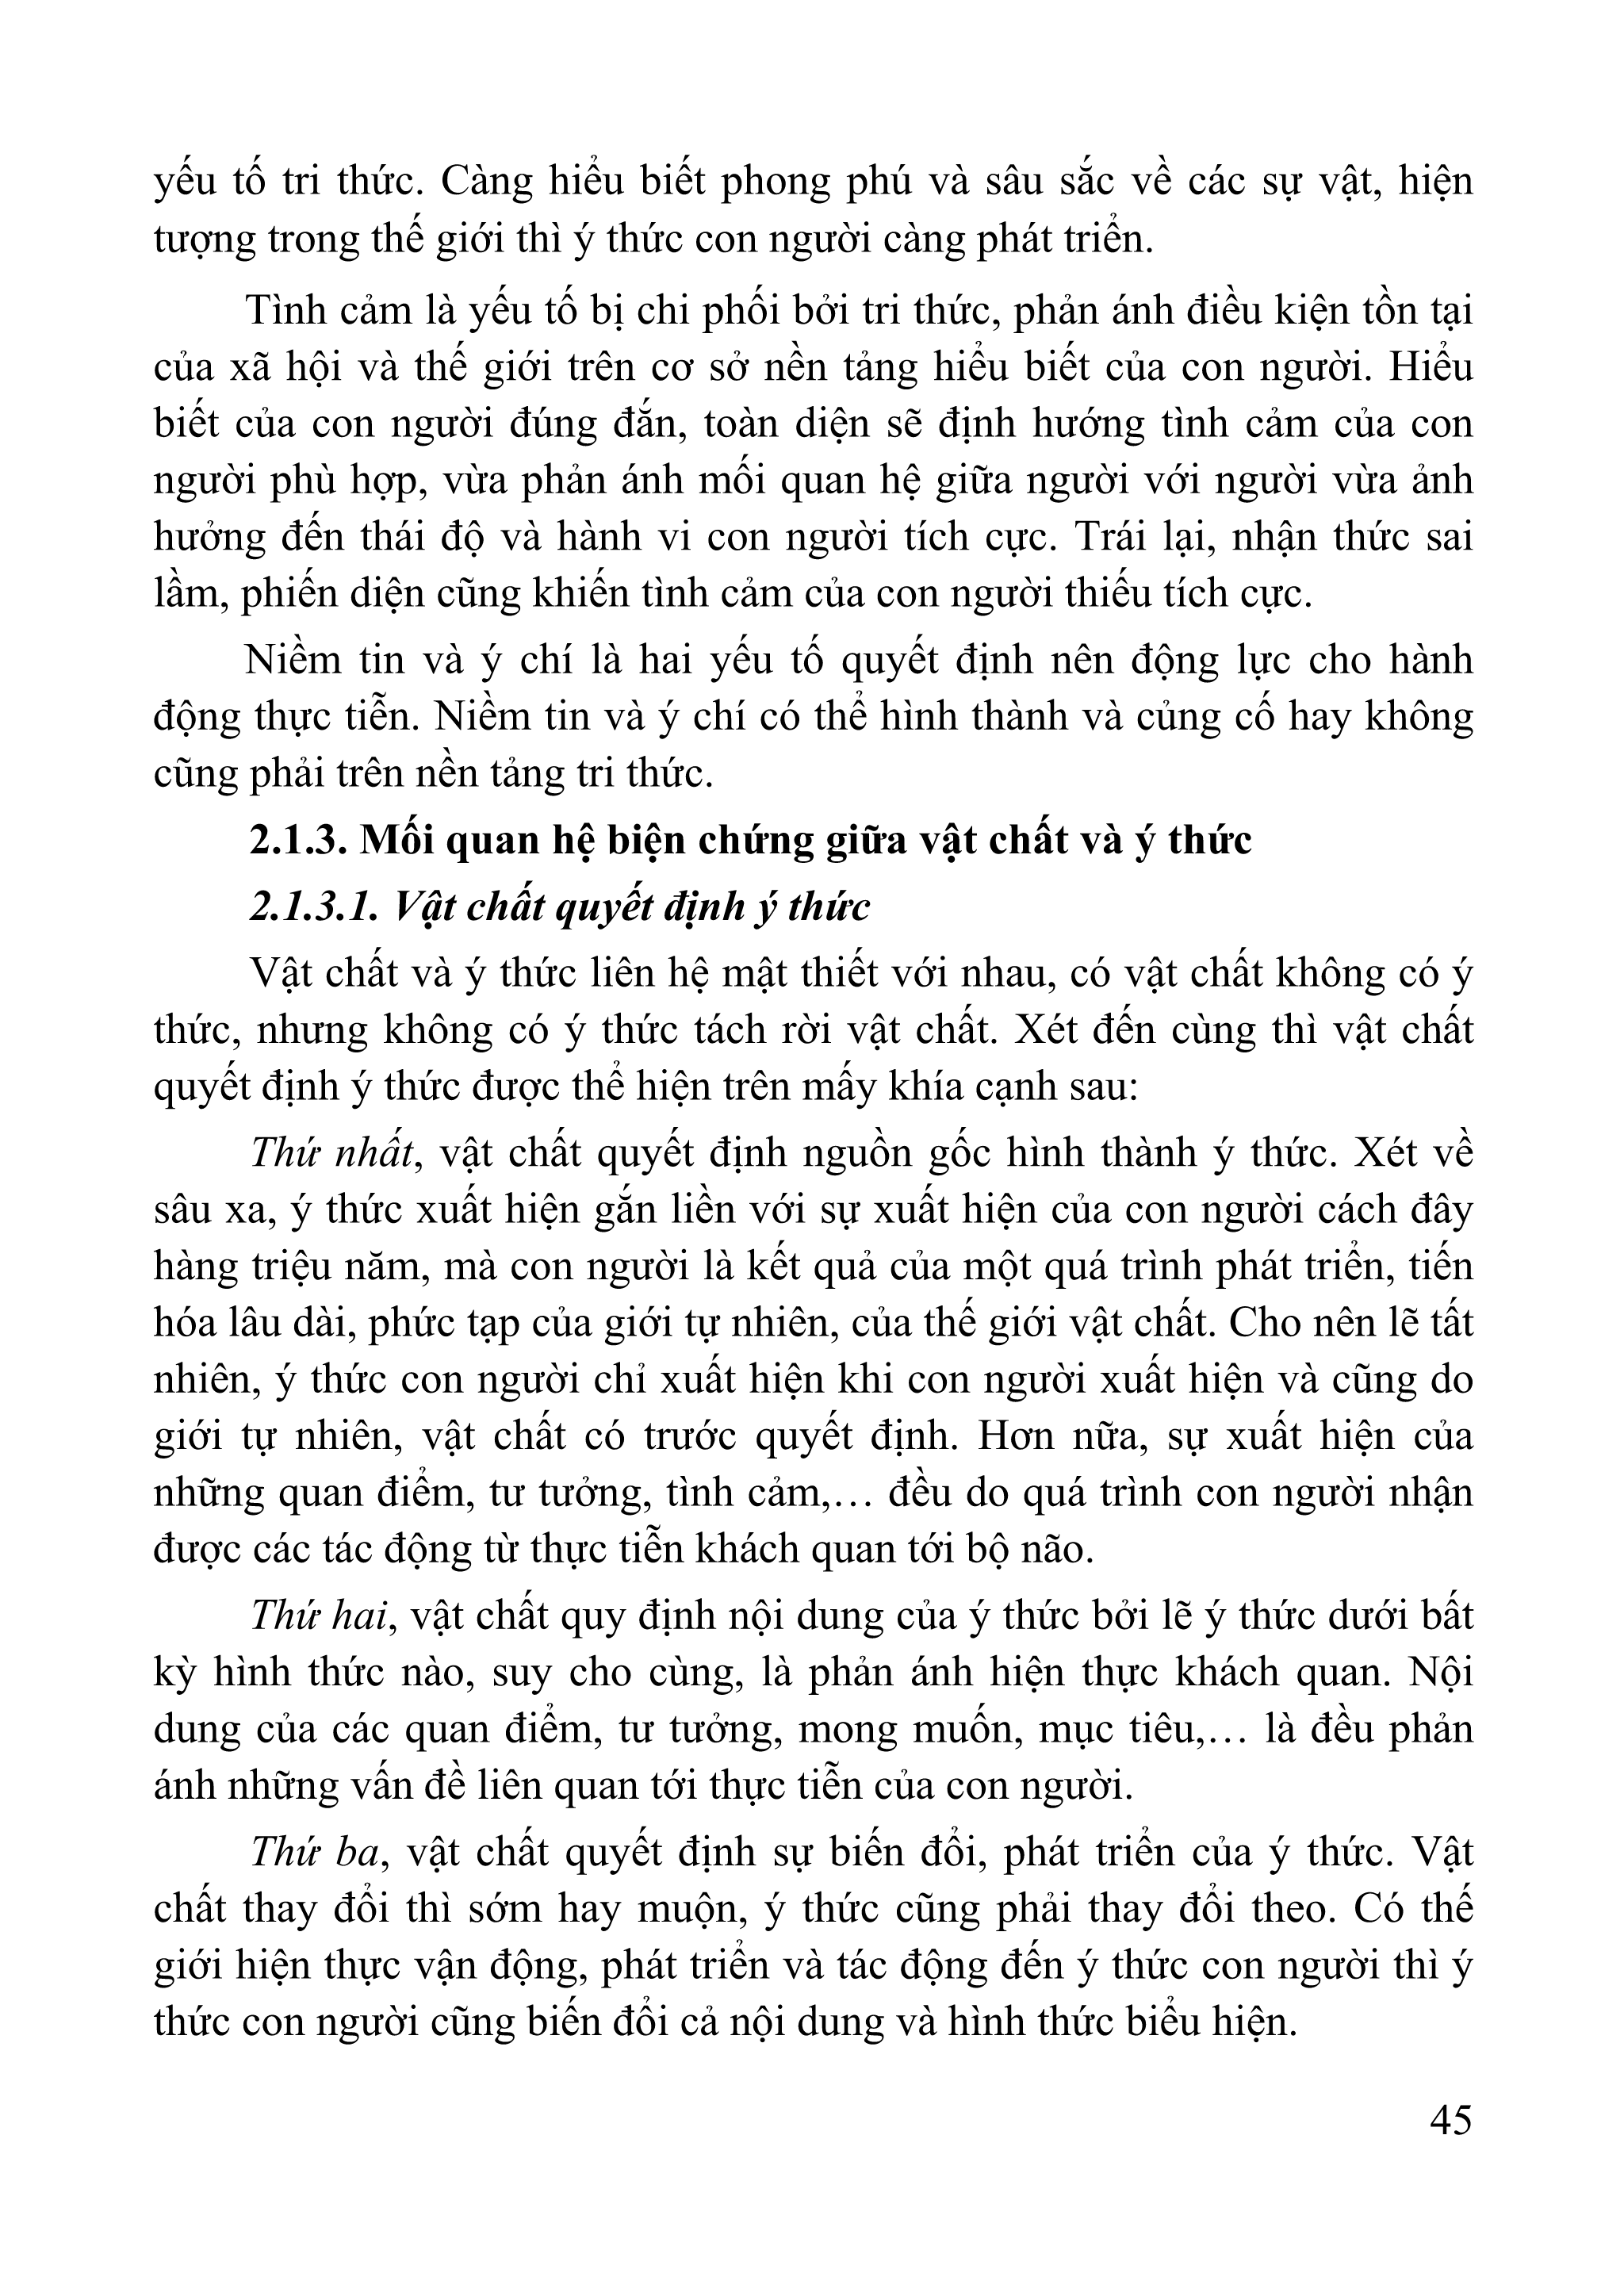 yếu tố tri thức. Càng hiểu biết phong phú và sâu sắc về các sự vật, hiện
tượng trong thế giới thì ý thức con người càng phát triển.
Tình cảm là yếu tố bị chi phối bởi tri thức, phản ánh điều kiện tồn tại
của xã hội và thế giới trên cơ sở nền tảng hiểu biết của con người. Hiểu
biết của con người đúng đắn, toàn diện sẽ định hướng tình cảm của con
người phù hợp, vừa phản ánh mối quan hệ giữa người với người vừa ảnh
hưởng đến thái độ và hành vi con người tích cực. Trái lại, nhận thức sai
lầm, phiến diện cũng khiến tình cảm của con người thiếu tích cực.
Niềm tin và ý chí là hai yếu tố quyết định nên động lực cho hành
động thực tiễn. Niềm tin và ý chí có thể hình thành và củng cố hay không
cũng phải trên nền tảng tri thức.
2.1.3. Mối quan hệ biện chứng giữa vật chất và ý thức
2.1.3.1. Vật chất quyết định ý thức
Vật chất và ý thức liên hệ mật thiết với nhau, có vật chất không có ý
thức, nhưng không có ý thức tách rời vật chất. Xét đến cùng thì vật chất
quyết định ý thức được thể hiện trên mấy khía cạnh sau:
Thứ nhất, vật chất quyết định nguồn gốc hình thành ý thức. Xét về
sâu xa, ý thức xuất hiện gắn liền với sự xuất hiện của con người cách đây
hàng triệu năm, mà con người là kết quả của một quá trình phát triển, tiến
hóa lâu dài, phức tạp của giới tự nhiên, của thế giới vật chất. Cho nên lẽ tất
nhiên, ý thức con người chỉ xuất hiện khi con người xuất hiện và cũng do
giới tự nhiên, vật chất có trước quyết định. Hơn nữa, sự xuất hiện của
những quan điểm, tư tưởng, tình cảm,… đều do quá trình con người nhận
được các tác động từ thực tiễn khách quan tới bộ não.
Thứ hai, vật chất quy định nội dung của ý thức bởi lẽ ý thức dưới bất
kỳ hình thức nào, suy cho cùng, là phản ánh hiện thực khách quan. Nội
dung của các quan điểm, tư tưởng, mong muốn, mục tiêu,… là đều phản
ánh những vấn đề liên quan tới thực tiễn của con người.
Thứ ba, vật chất quyết định sự biến đổi, phát triển của ý thức. Vật
chất thay đổi thì sớm hay muộn, ý thức cũng phải thay đổi theo. Có thế
giới hiện thực vận động, phát triển và tác động đến ý thức con người thì ý
thức con người cũng biến đổi cả nội dung và hình thức biểu hiện.
45